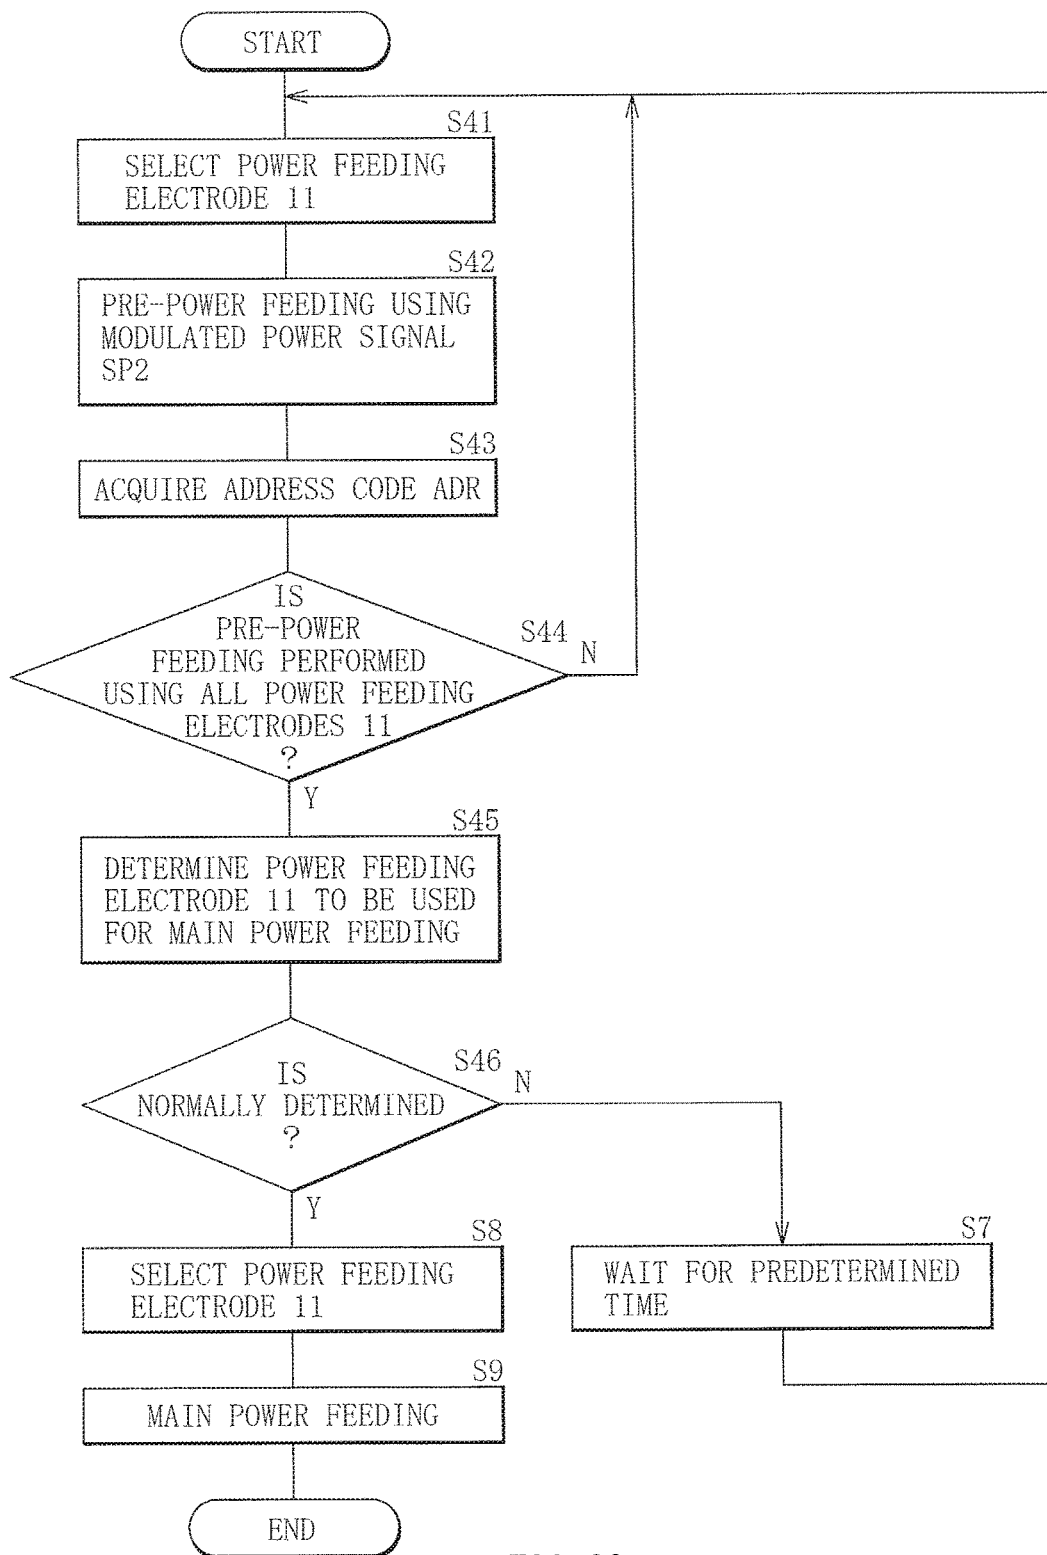 START
S41
SELECT POWER FEEDING
ELECTRODE 11
S42
PRE-POWER FEEDING USING
MODULATED POWER SIGNAL
SP2
S43
ACQUIRE ADDRESS CODE ADR
IS
PRE-POWER
FEEDING PERFORMED
USING ALL POWER FEEDING
ELECTRODES 11
?
S44
N
Y
S45
DETERMINE POWER FEEDING
ELECTRODE 11 TO BE USED
FOR MAIN POWER FEEDING
IS
NORMALLY DETERMINED
?
S46
N
Y
S8
SELECT POWER FEEDING
ELECTRODE 11
S7
WAIT FOR PREDETERMINED
TIME
S9
MAIN POWER FEEDING
END